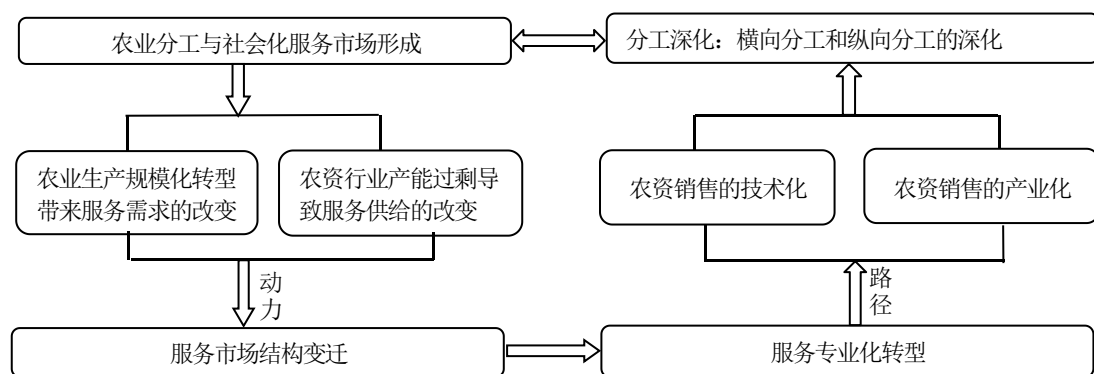 农业分工与社会化服务市场形成
分工深化：横向分工和纵向分工的深化
农业生产规模化转型
带来服务需求的改变
农资行业产能过剩导
致服务供给的改变
农资销售的技术化
农资销售的产业化
动
力
路
径
服务市场结构变迁
服务专业化转型